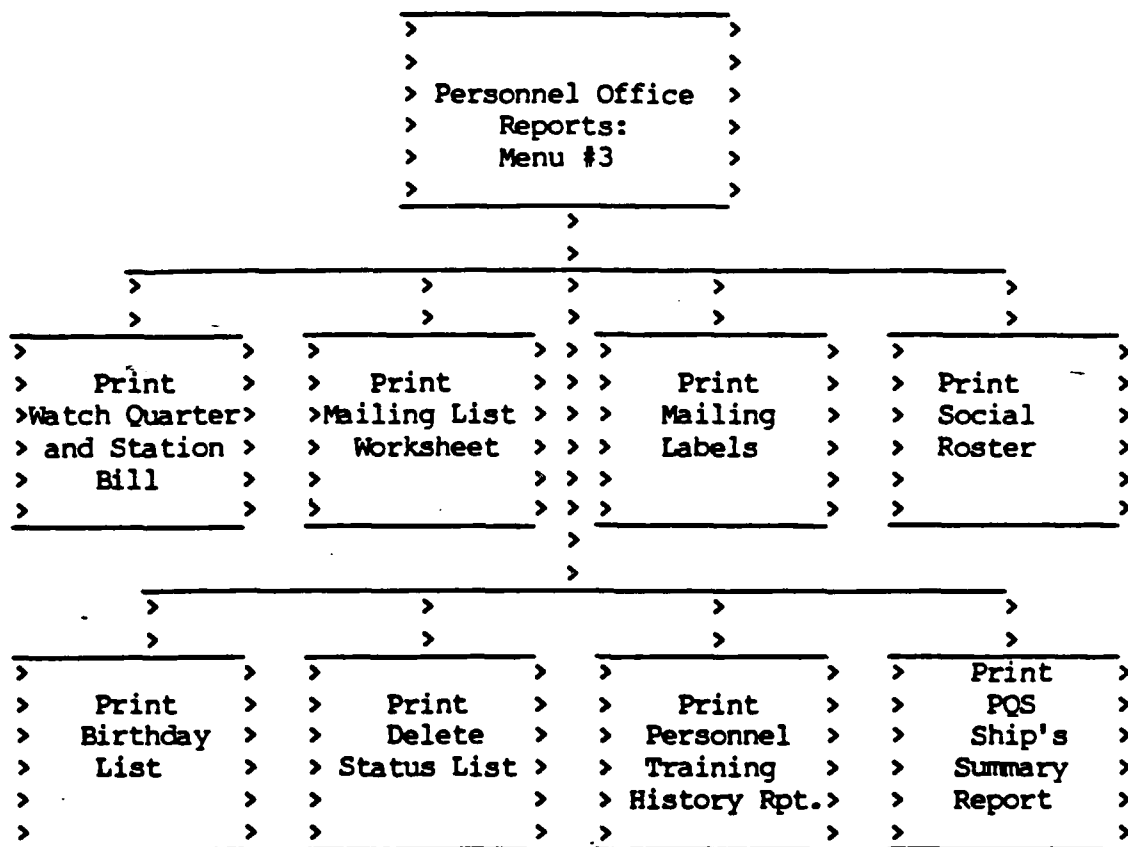 Personnel Office
Reports:
Menu #3
Print
Watch Quarter
and Station
Bill
Print
Mailing List
Worksheet
Print
Mailing
Labels
Print
Social
Roster
Print
Birthday
List
Print
Delete
Status List
Print
Personnel
Training
History Rpt.
Print
PQS
Ship's
Summary
Report